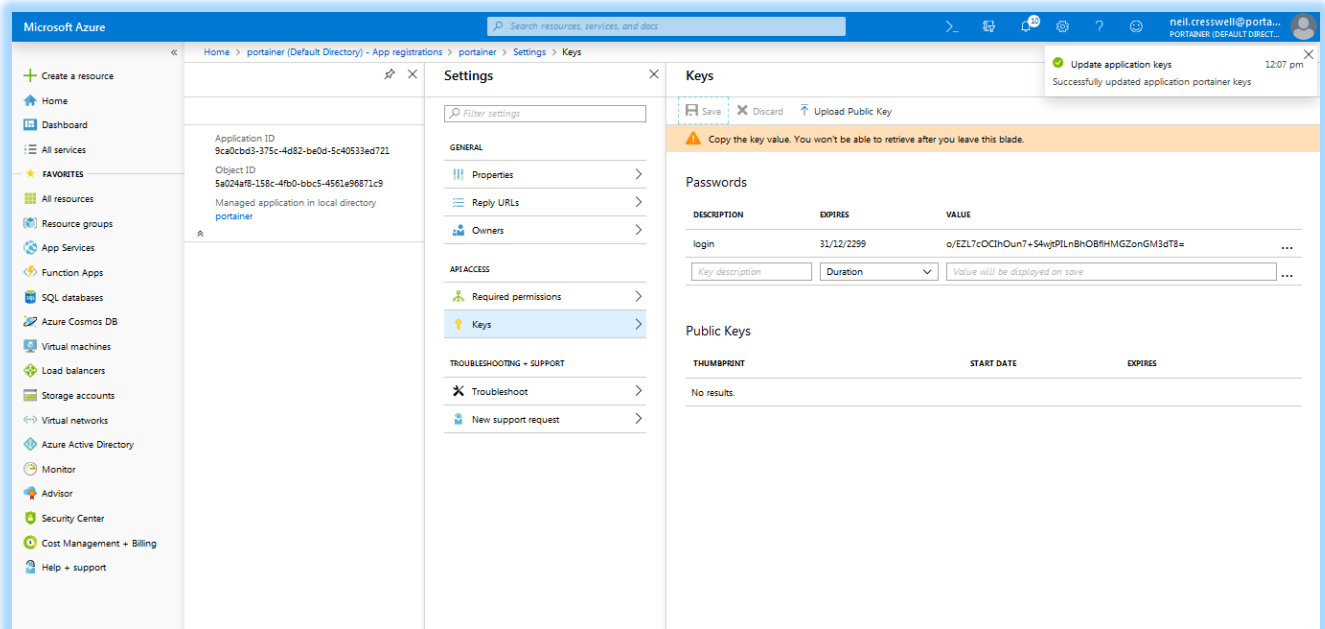 Microsoft Azure
Search resources, services, and docs
10
neil.cresswell@porta...
PORTAINER (DEFAULT DIRECT...
Home > portainer (Default Directory) - App registrations > portainer > Settings > Keys
Update application keys 12:07 pm
Successfully updated application portainer keys
Create a resource
Home
Dashboard
All services
FAVORITES
All resources
Resource groups
App Services
Function Apps
SQL databases
Azure Cosmos DB
Virtual machines
Load balancers
Storage accounts
Virtual networks
Azure Active Directory
Monitor
Advisor
Security Center
Cost Management + Billing
Help + support
Application ID
9ca0cbd3-375c-4d82-be0d-5c40533ed721
Object ID
5a024af8-158c-4fb0-bbc5-4561e96871c9
Managed application in local directory
portainer
Settings
Filter settings
GENERAL
Properties
Reply URLs
Owners
API ACCESS
Required permissions
Keys
TROUBLESHOOTING + SUPPORT
Troubleshoot
New support request
Keys
Save Discard Upload Public Key
Copy the key value. You won't be able to retrieve after you leave this blade.
Passwords
DESCRIPTION EXPIRES VALUE
login 31/12/2299 o/EZL7cOCIhOun7+S4wjtPILnBhOBflHMGZonGM3dT8= ...
Key description Duration Value will be displayed on save ...
Public Keys
THUMBPRINT START DATE EXPIRES
No results.